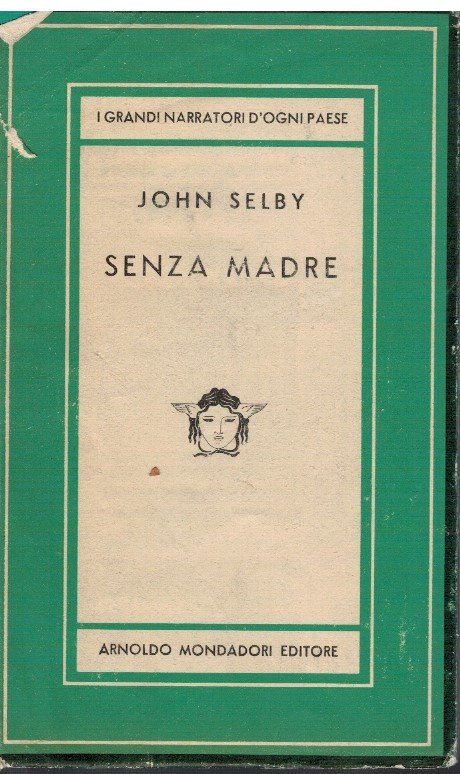 I GRANDI NARRATORI D'OGNI PAESE
JOHN SELBY
SENZA MADRE
ARNOLDO MONDADORI EDITORE